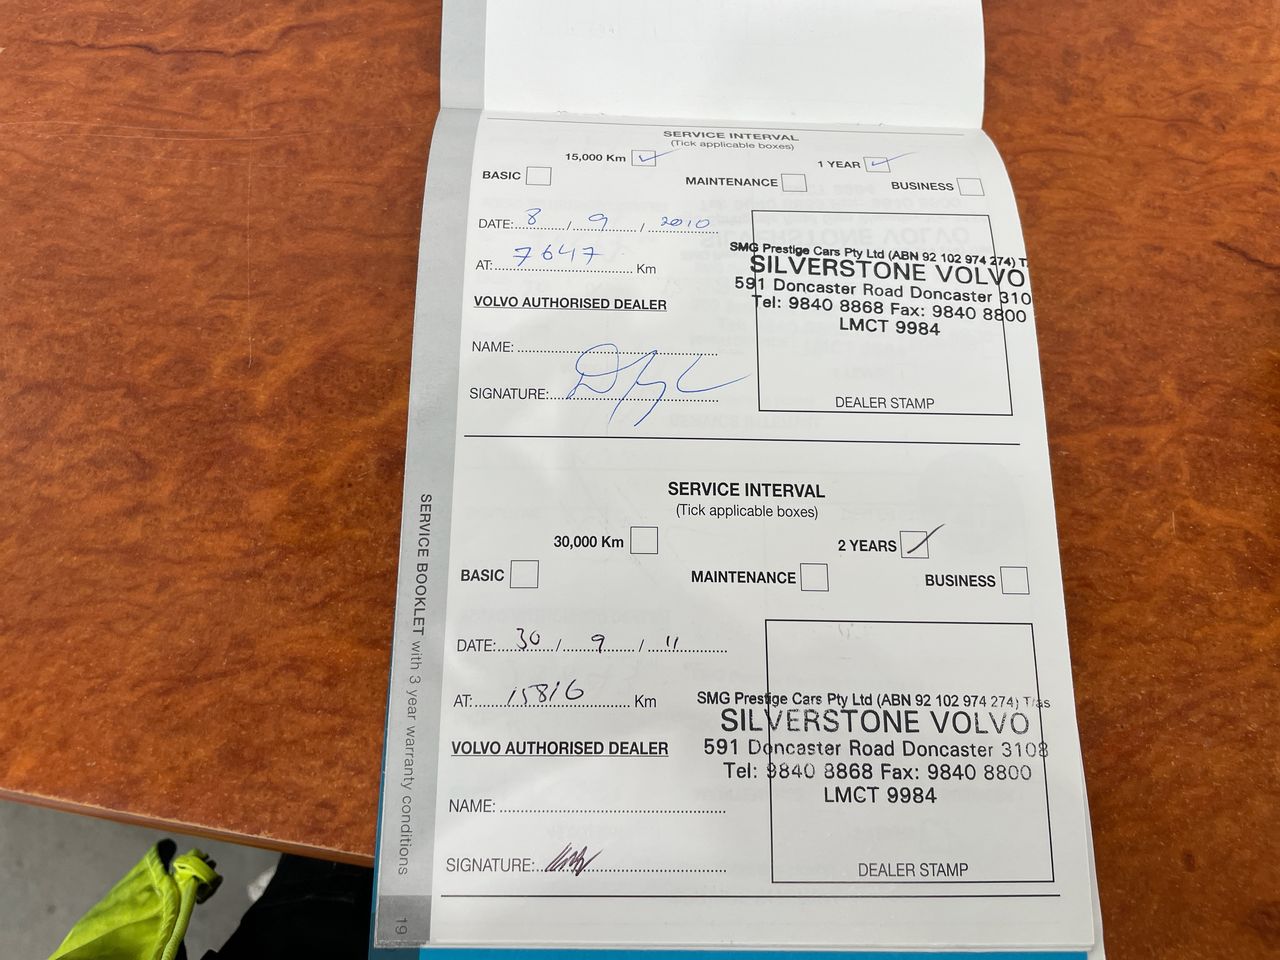 SERVICE INTERVAL
(Tick applicable boxes)
15,000 Km 1 YEAR
BASIC MAINTENANCE BUSINESS
DATE: 8 / 9 / 2010
AT: 7647 Km
VOLVO AUTHORISED DEALER
NAME:
SIGNATURE:
SMG Prestige Cars Pty Ltd (ABN 92 102 974 274) T
SILVERSTONE VOLVO
591 Doncaster Road Doncaster 310
Tel: 9840 8868 Fax: 9840 8800
LMCT 9984
DEALER STAMP
SERVICE INTERVAL
(Tick applicable boxes)
30,000 Km 2 YEARS
BASIC MAINTENANCE BUSINESS
DATE: 30 / 9 / 11
AT: 15816 Km
VOLVO AUTHORISED DEALER
NAME:
SIGNATURE:
SMG Prestige Cars Pty Ltd (ABN 92 102 974 274) T/as
SILVERSTONE VOLVO
591 Doncaster Road Doncaster 3108
Tel: 9840 8868 Fax: 9840 8800
LMCT 9984
DEALER STAMP
SERVICE BOOKLET with 3 year warranty conditions
19